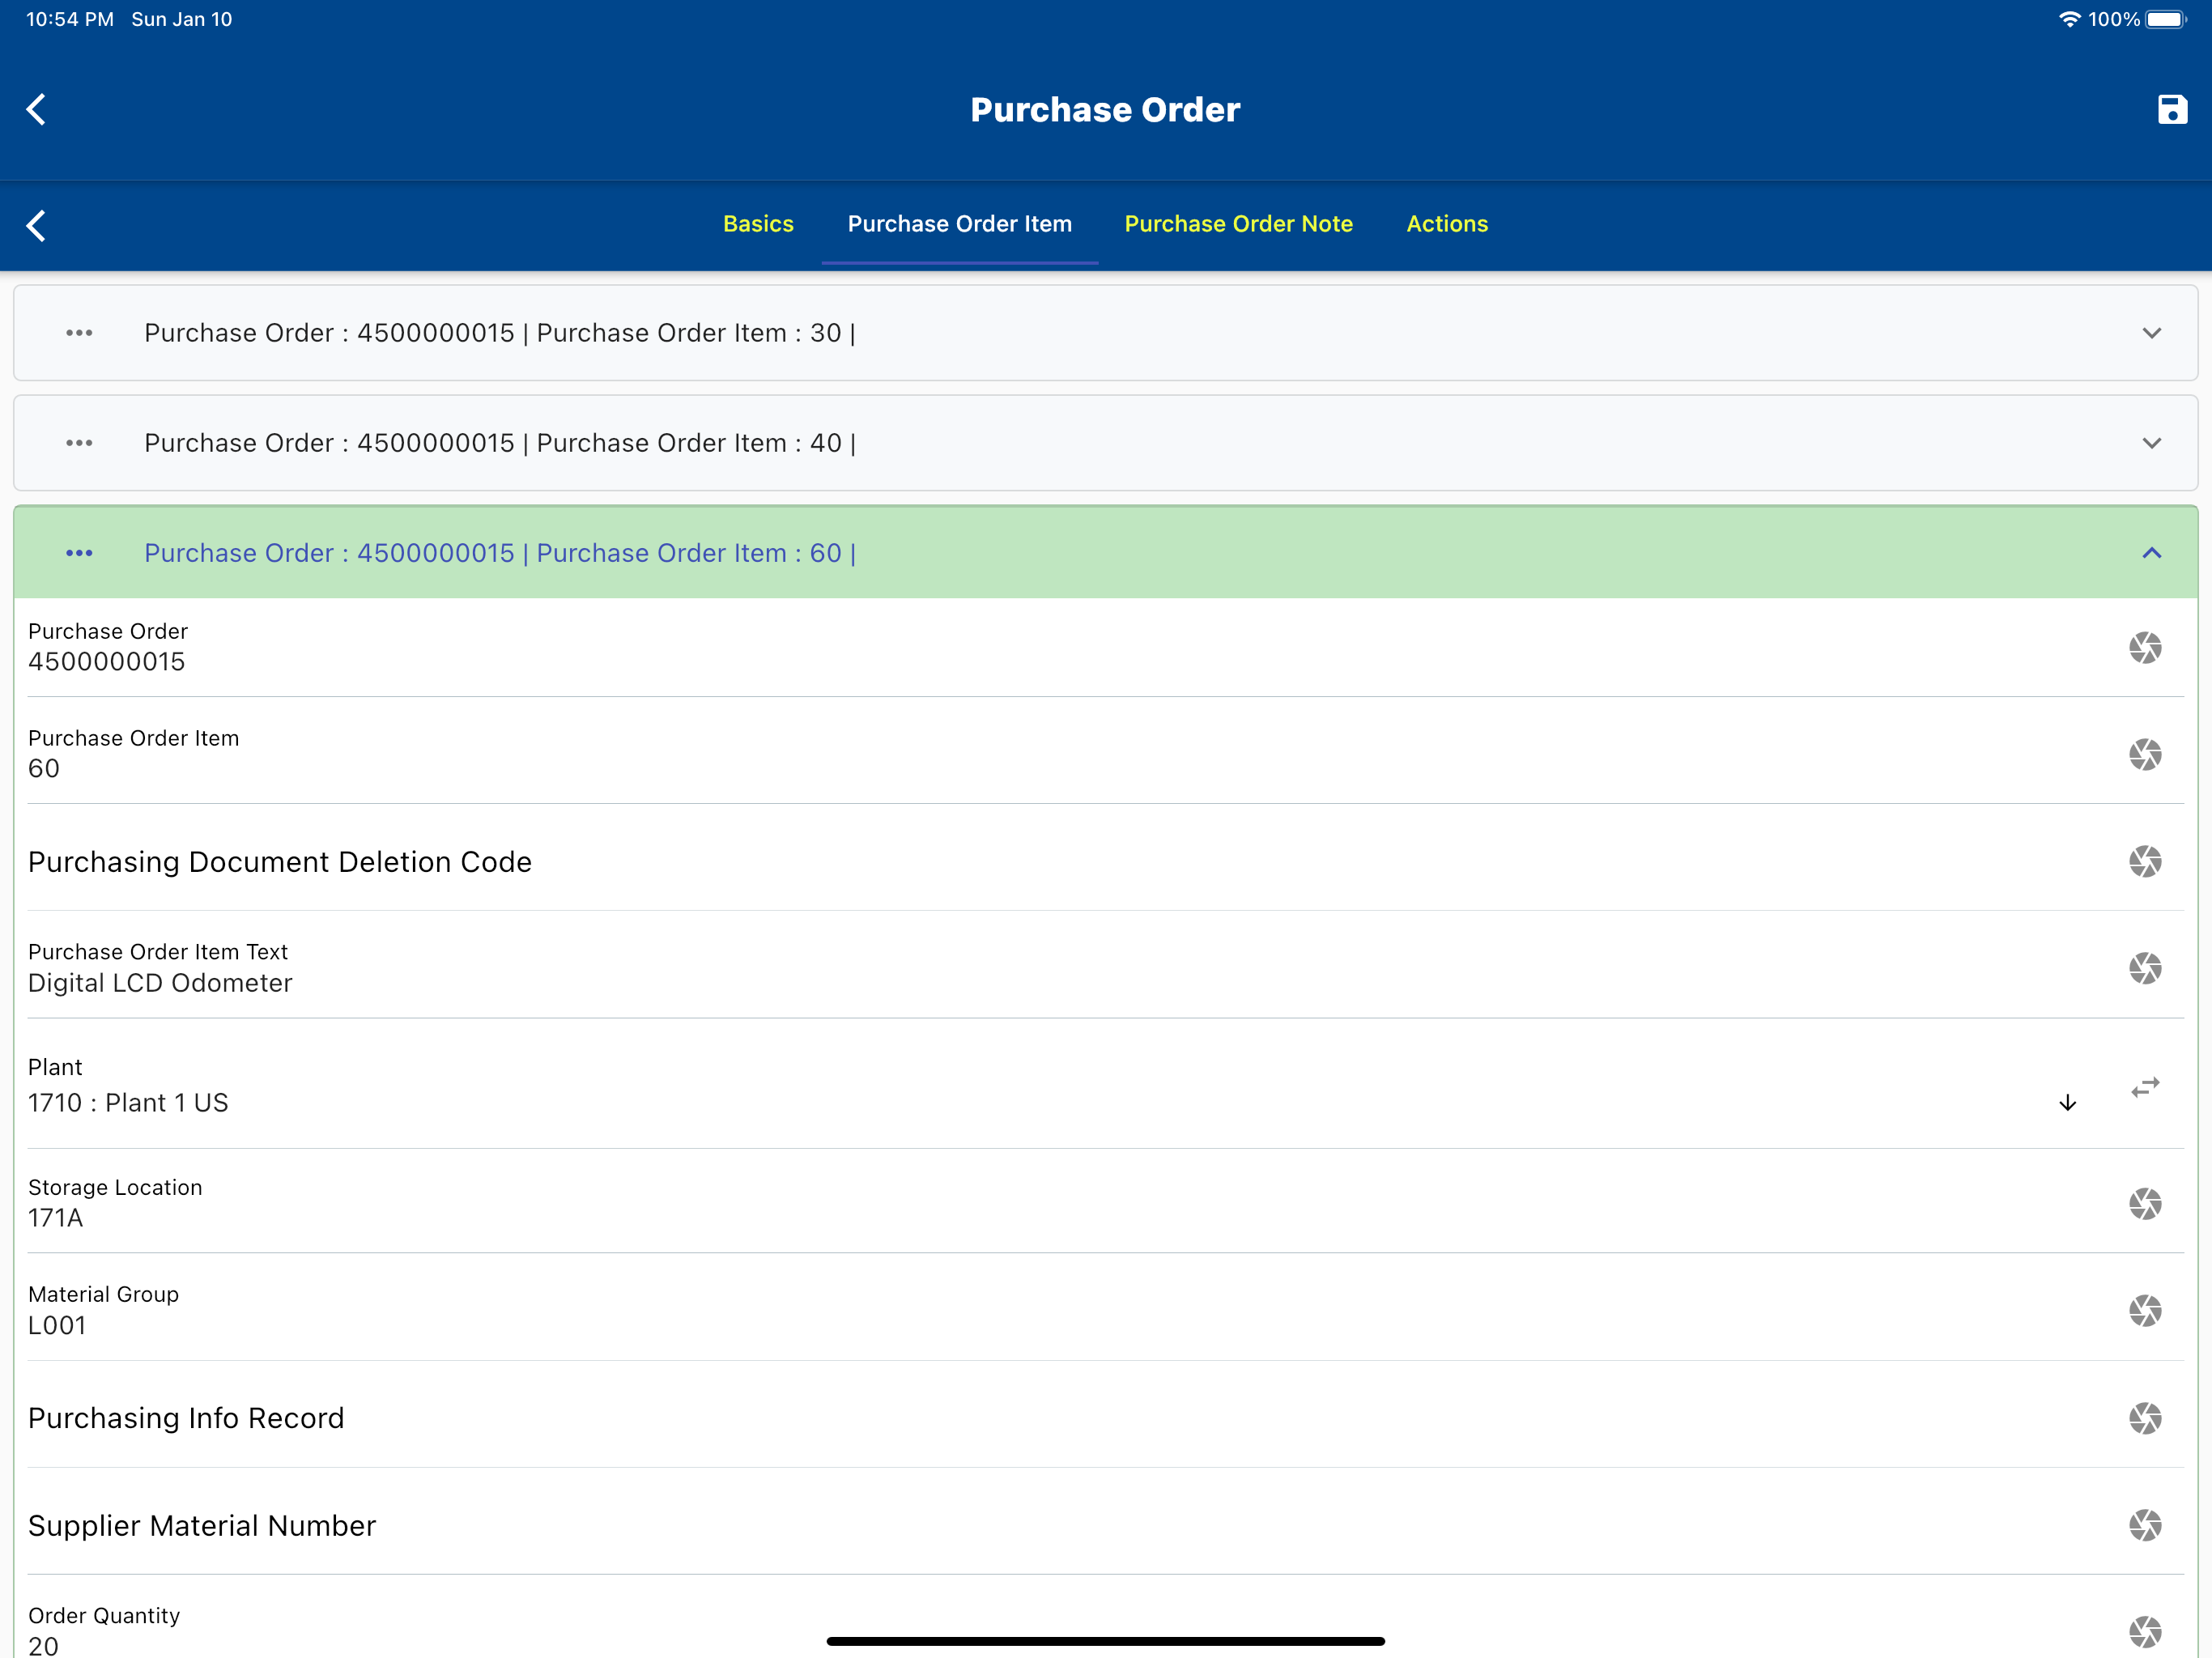 10:54 PM Sun Jan 10 100%
Purchase Order
Basics Purchase Order Item Purchase Order Note Actions
Purchase Order : 4500000015 | Purchase Order Item : 30 |
Purchase Order : 4500000015 | Purchase Order Item : 40 |
Purchase Order : 4500000015 | Purchase Order Item : 60 |
Purchase Order
4500000015
Purchase Order Item
60
Purchasing Document Deletion Code
Purchase Order Item Text
Digital LCD Odometer
Plant
1710 : Plant 1 US
Storage Location
171A
Material Group
L001
Purchasing Info Record
Supplier Material Number
Order Quantity
20